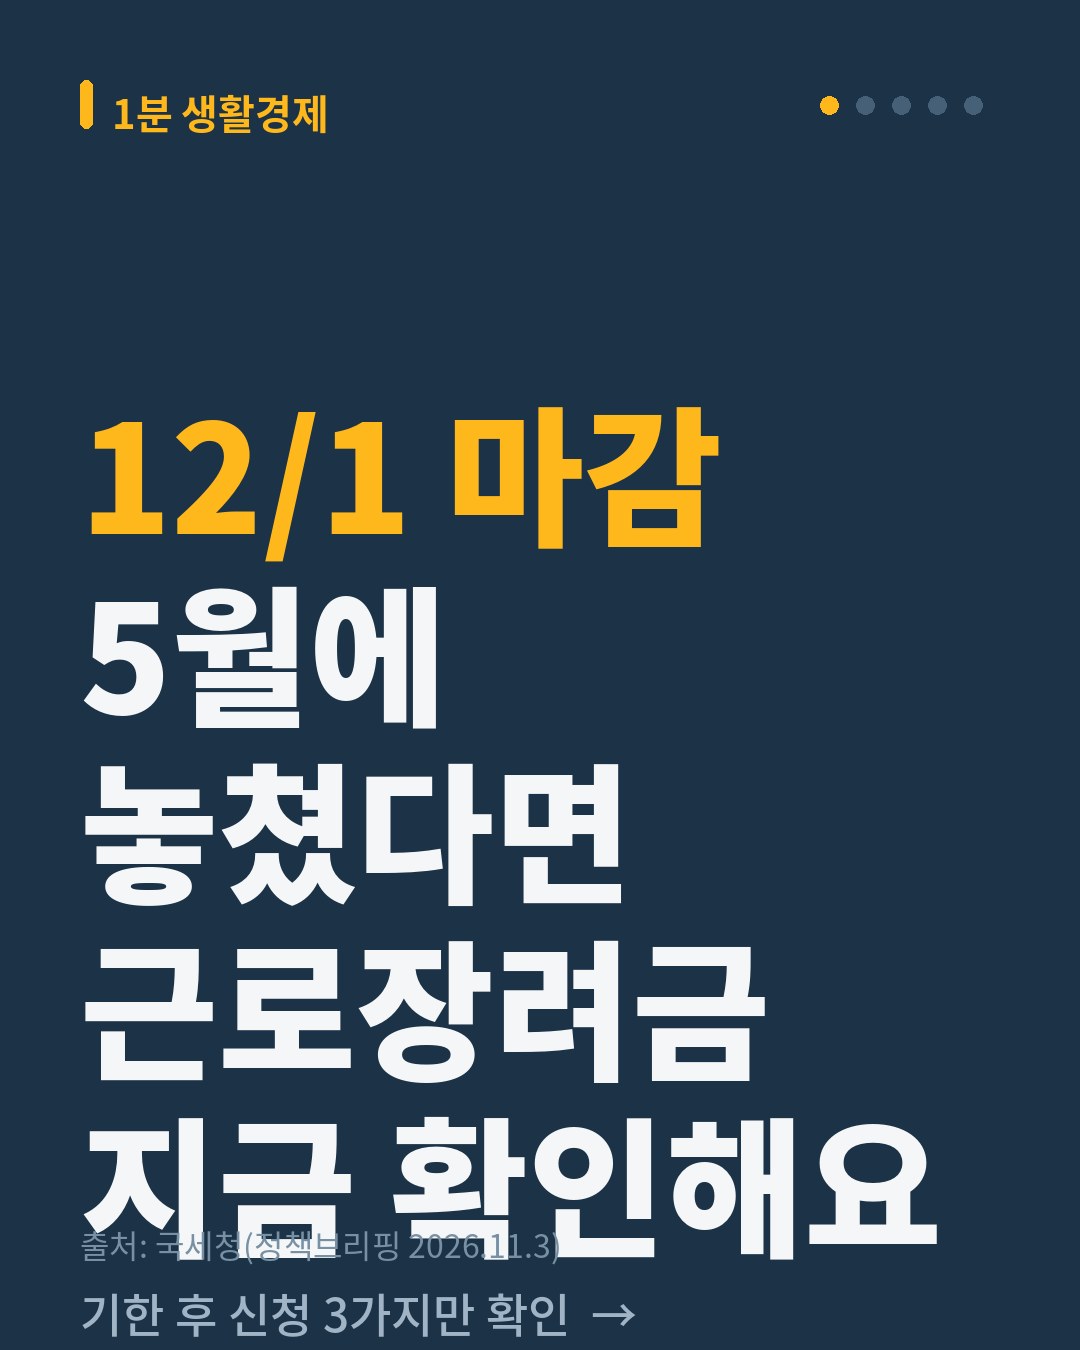 1분 생활경제
12/1 마감
5월에
놓쳤다면
근로장려금
지금 확인해요
출처: 국세청(정책브리핑 2026.11.3)
기한 후 신청 3가지만 확인 →